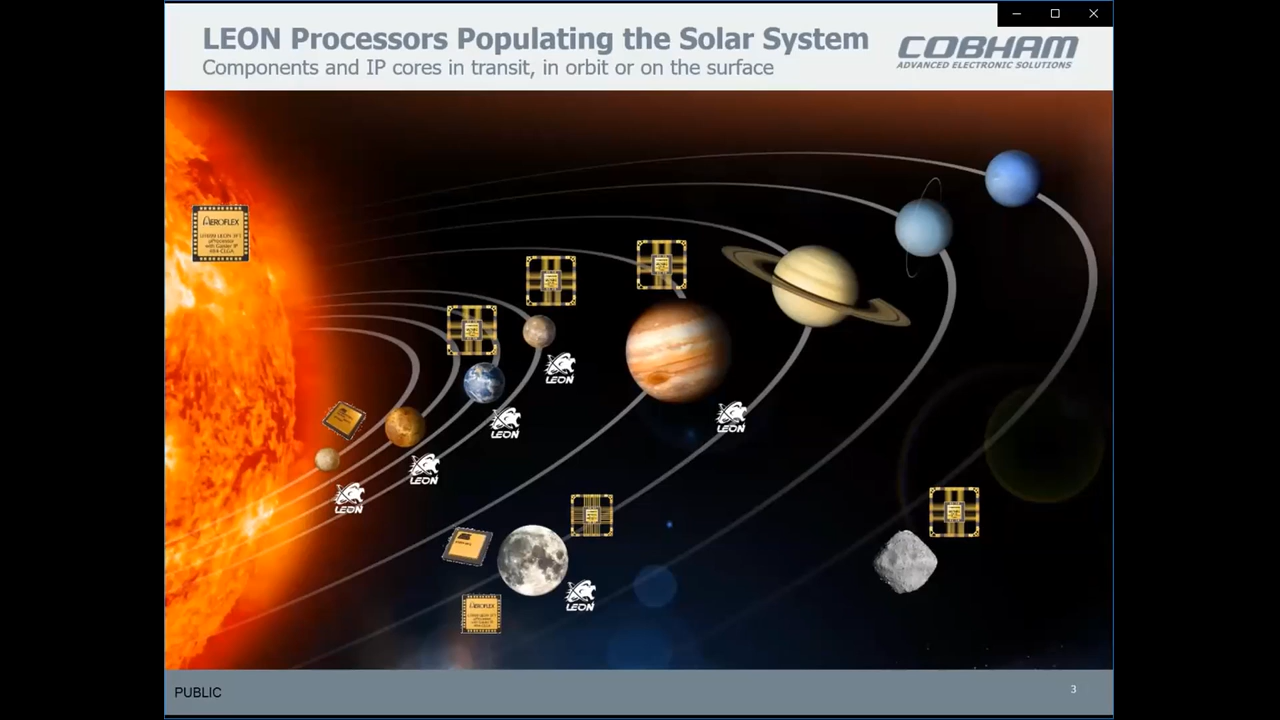 LEON Processors Populating the Solar System
Components and IP cores in transit, in orbit or on the surface
COBHAM
ADVANCED ELECTRONIC SOLUTIONS
AEROFLEX
LEON
LEON
LEON
LEON
LEON
LEON
AEROFLEX
PUBLIC
3